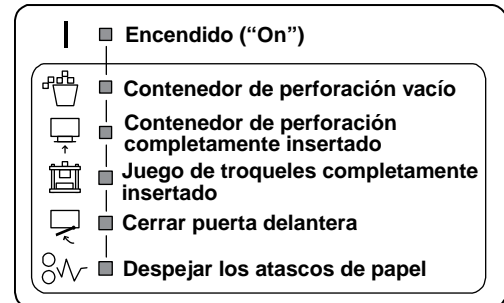 Encendido (“On”)
Contenedor de perforación vacío
Contenedor de perforación
completamente insertado
Juego de troqueles completamente
insertado
Cerrar puerta delantera
Despejar los atascos de papel